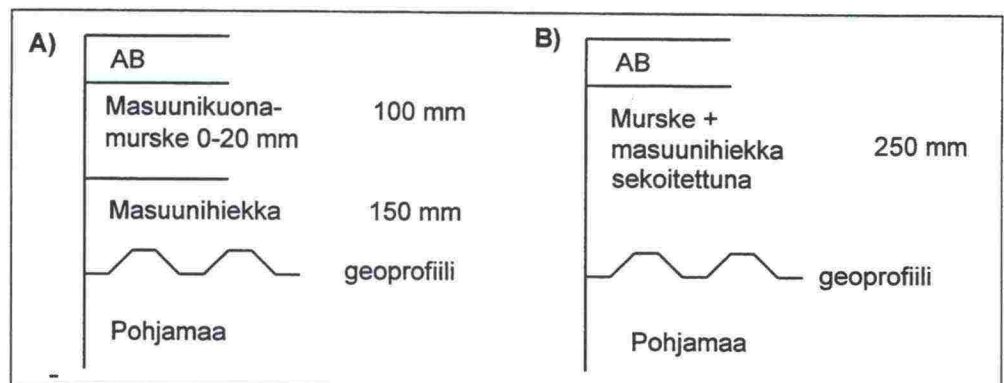 A)
AB
Masuunikuona-
murske 0-20 mm
100 mm
Masuunihiekka
150 mm
geoprofiili
Pohjamaa
B)
AB
Murske +
masuunihiekka
sekoitettuna
250 mm
geoprofiili
Pohjamaa